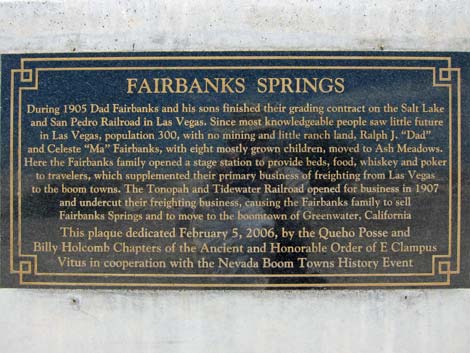 FAIRBANKS SPRINGS
During 1905 Dad Fairbanks and his sons finished their grading contract on the Salt Lake
and San Pedro Railroad in Las Vegas. Since most knowledgeable people saw little future
in Las Vegas, population 300, with no mining and little ranch land, Ralph J. “Dad”
and Celeste “Ma” Fairbanks, with eight mostly grown children, moved to Ash Meadows.
Here the Fairbanks family opened a stage station to provide beds, food, whiskey and poker
to travelers, which supplemented their primary business of freighting from Las Vegas
to the boom towns. The Tonopah and Tidewater Railroad opened for business in 1907
and undercut their freighting business, causing the Fairbanks family to sell
Fairbanks Springs and to move to the boomtown of Greenwater, California
This plaque dedicated February 5, 2006, by the Queho Posse and
Billy Holcomb Chapters of the Ancient and Honorable Order of E Clampus
Vitus in cooperation with the Nevada Boom Towns History Event